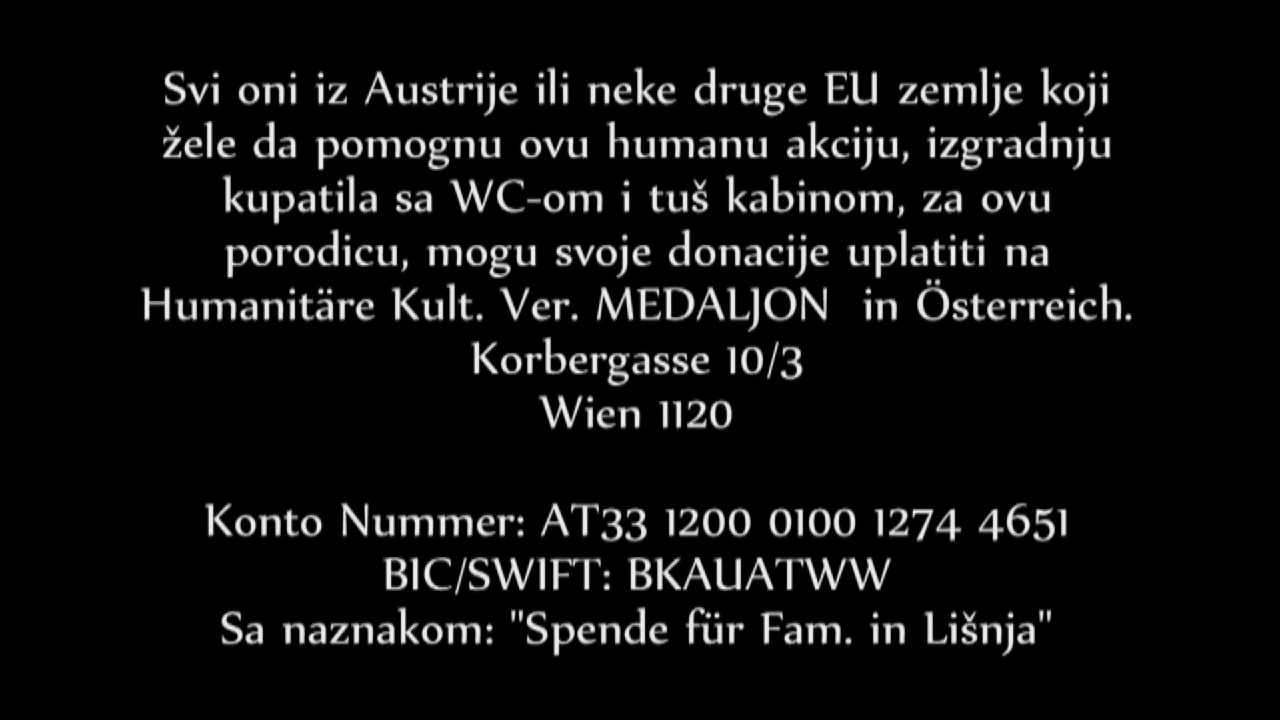 Svi oni iz Austrije ili neke druge EU zemlje koji
žele da pomognu ovu humanu akciju, izgradnju
kupatila sa WC-om i tuš kabinom, za ovu
porodicu, mogu svoje donacije uplatiti na
Humanitäre Kult. Ver. MEDALJON in Österreich.
Korbergasse 10/3
Wien 1120
Konto Nummer: AT33 1200 0100 1274 4651
BIC/SWIFT: BKAUATWW
Sa naznakom: "Spende für Fam. in Lišnja"